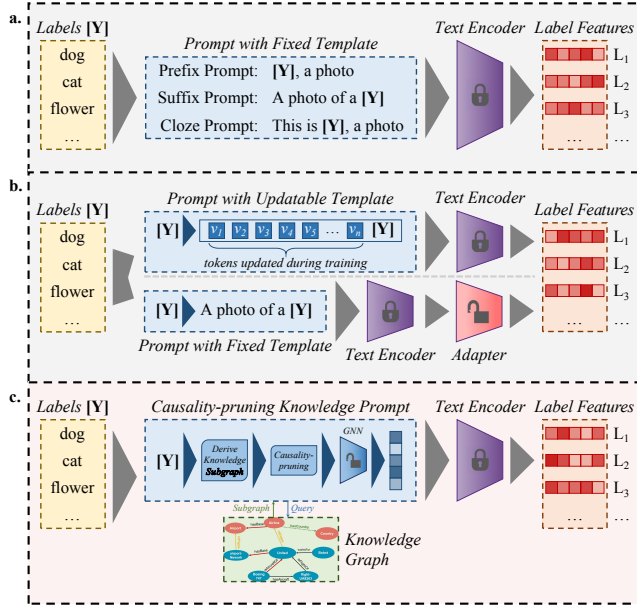 a.
Labels [Y]
dog
cat
flower
...
Prompt with Fixed Template
Prefix Prompt: [Y], a photo
Suffix Prompt: A photo of a [Y]
Cloze Prompt: This is [Y], a photo
Text Encoder
Label Features
L1
L2
L3
... ...
b.
Labels [Y]
dog
cat
flower
...
Prompt with Updatable Template
[Y] v1 v2 v3 v4 v5 ... vn [Y]
tokens updated during training
Text Encoder
[Y] A photo of a [Y]
Prompt with Fixed Template
Text Encoder
Adapter
Label Features
L1
L2
L3
... ...
c.
Labels [Y]
dog
cat
flower
...
Causality-pruning Knowledge Prompt
[Y]
Derive
Knowledge
Subgraph
Causality-
pruning
GNN
Subgraph
Query
Knowledge
Graph
Text Encoder
Label Features
L1
L2
L3
... ...